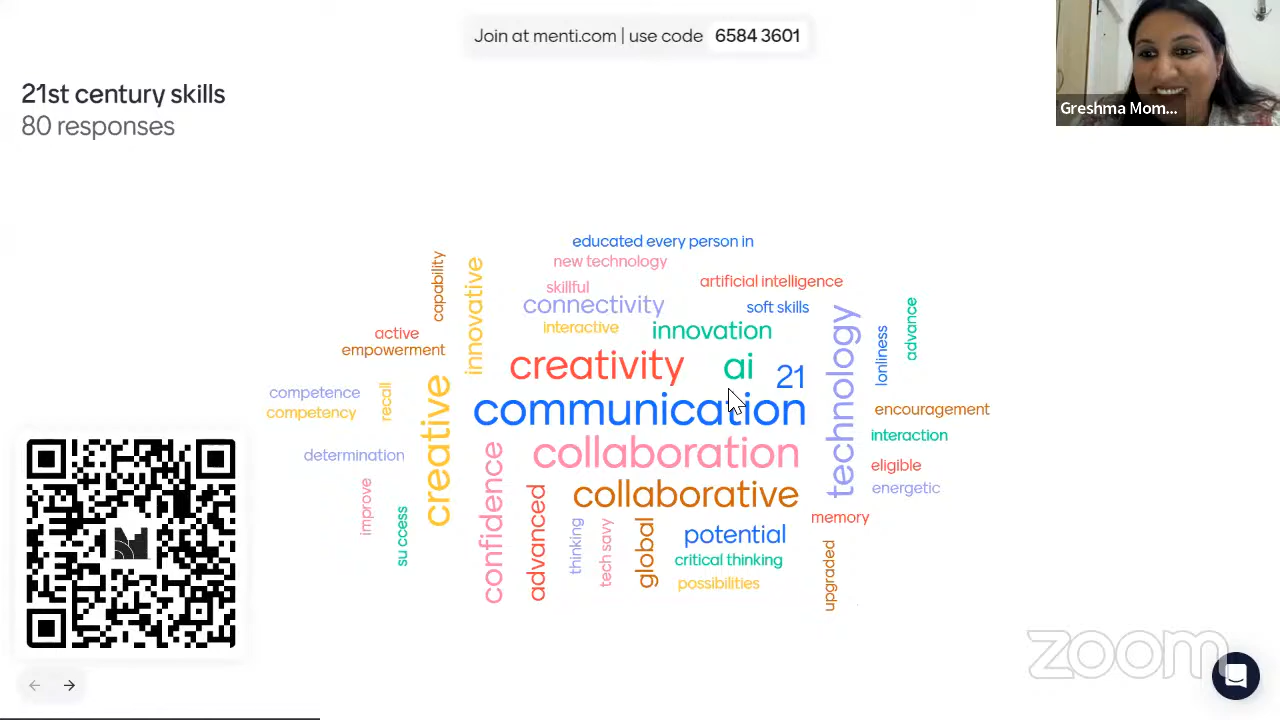 Join at menti.com | use code 6584 3601
Greshma Mom...
21st century skills
80 responses
educated every person in
new technology
artificial intelligence
skillful
connectivity
soft skills
interactive
innovation
capability
innovative
active
empowerment
creativity
ai
21
technology
lonliness
advance
competence
competency
recall
creative
communication
encouragement
interaction
collaboration
determination
confidence
eligible
energetic
collaborative
improve
su ccess
advanced
thinking
tech savy
global
potential
memory
critical thinking
possibilities
upgraded
zoom